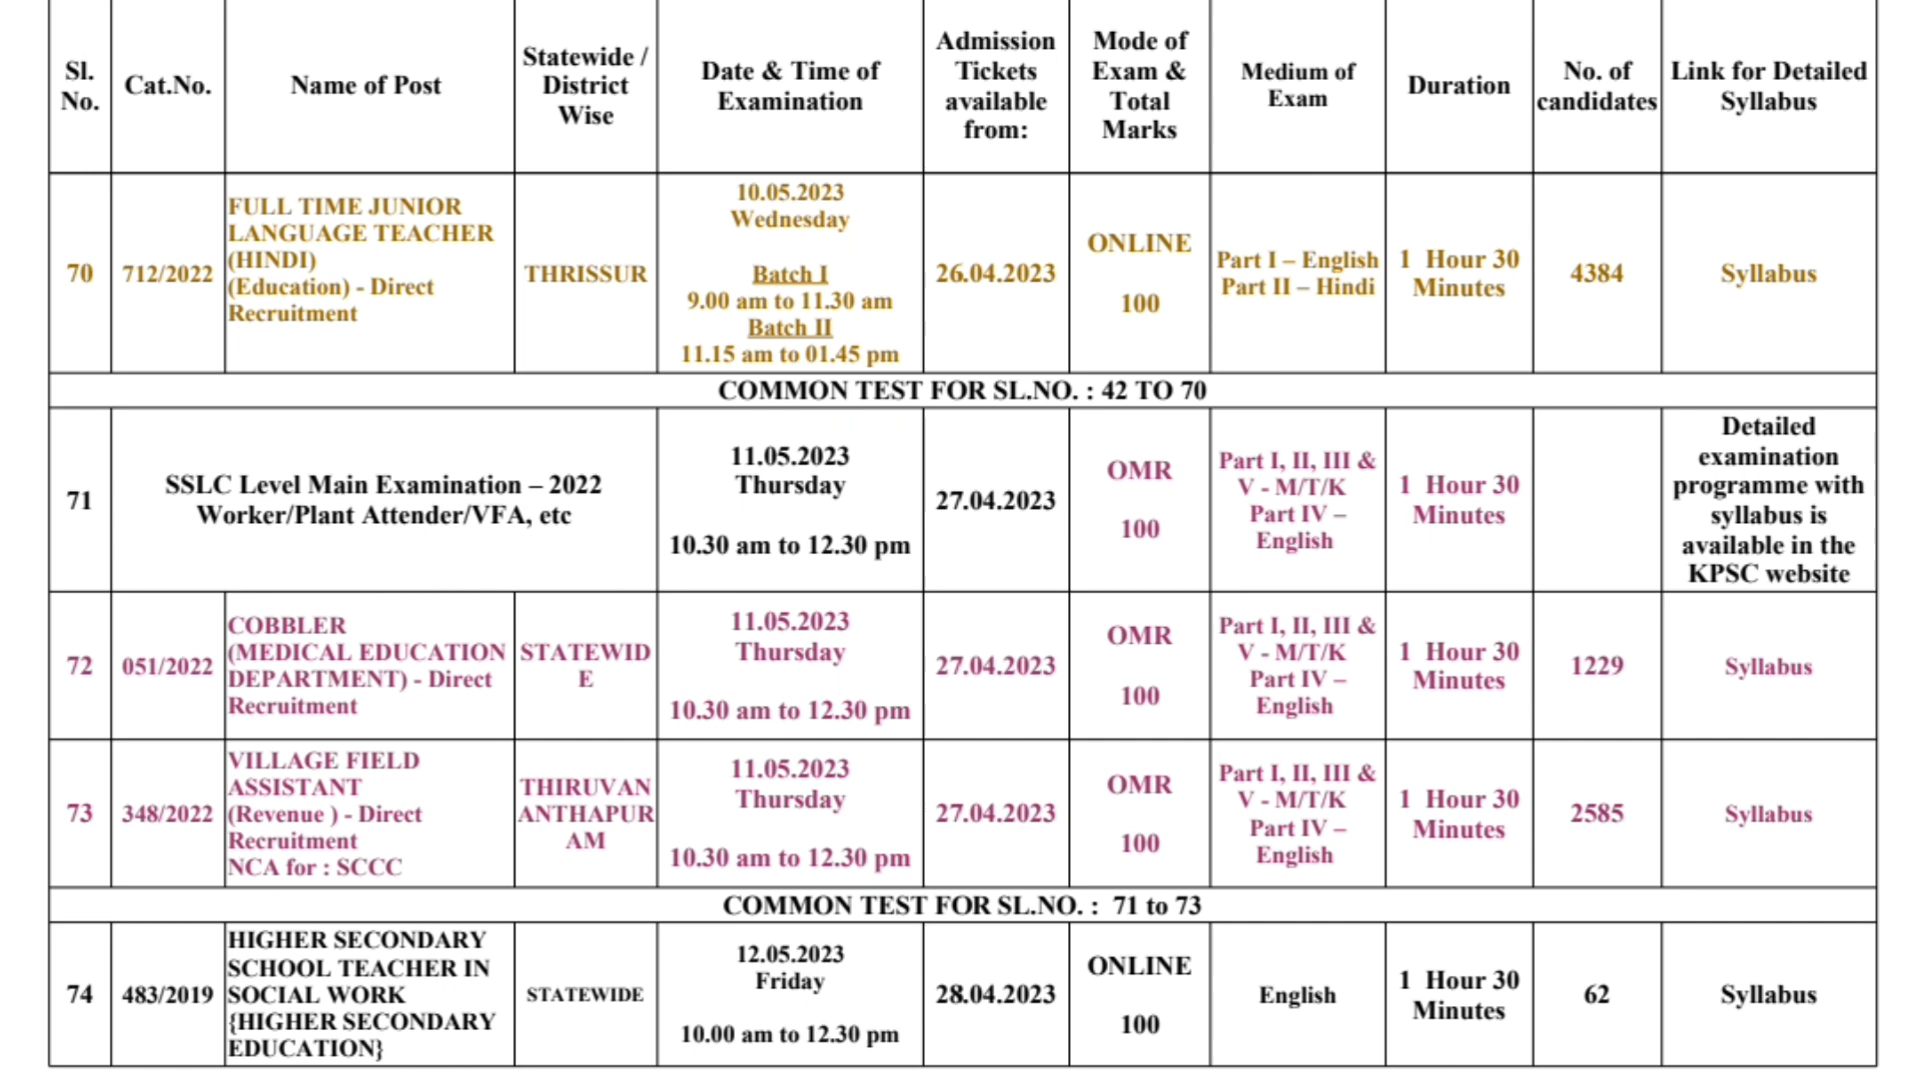 Sl. No. Cat.No. Name of Post Statewide / District Wise Date & Time of Examination Admission Tickets available from: Mode of Exam & Total Marks Medium of Exam Duration No. of candidates Link for Detailed Syllabus
70
712/2022
FULL TIME JUNIOR
LANGUAGE TEACHER
(HINDI)
(Education) - Direct
Recruitment
THRISSUR
10.05.2023
Wednesday
Batch I
9.00 am to 11.30 am
Batch II
11.15 am to 01.45 pm
26.04.2023
ONLINE
100
Part I – English
Part II – Hindi
1 Hour 30
Minutes
4384
Syllabus
COMMON TEST FOR SL.NO. : 42 TO 70
71
SSLC Level Main Examination – 2022
Worker/Plant Attender/VFA, etc
11.05.2023
Thursday
10.30 am to 12.30 pm
27.04.2023
OMR
100
Part I, II, III &
V - M/T/K
Part IV –
English
1 Hour 30
Minutes
Detailed
examination
programme with
syllabus is
available in the
KPSC website
72
051/2022
COBBLER
(MEDICAL EDUCATION
DEPARTMENT) - Direct
Recruitment
STATEWID
E
11.05.2023
Thursday
10.30 am to 12.30 pm
27.04.2023
OMR
100
Part I, II, III &
V - M/T/K
Part IV –
English
1 Hour 30
Minutes
1229
Syllabus
73
348/2022
VILLAGE FIELD
ASSISTANT
(Revenue ) - Direct
Recruitment
NCA for : SCCC
THIRUVAN
ANTHAPUR
AM
11.05.2023
Thursday
10.30 am to 12.30 pm
27.04.2023
OMR
100
Part I, II, III &
V - M/T/K
Part IV –
English
1 Hour 30
Minutes
2585
Syllabus
COMMON TEST FOR SL.NO. : 71 to 73
74
483/2019
HIGHER SECONDARY
SCHOOL TEACHER IN
SOCIAL WORK
{HIGHER SECONDARY
EDUCATION}
STATEWIDE
12.05.2023
Friday
10.00 am to 12.30 pm
28.04.2023
ONLINE
100
English
1 Hour 30
Minutes
62
Syllabus